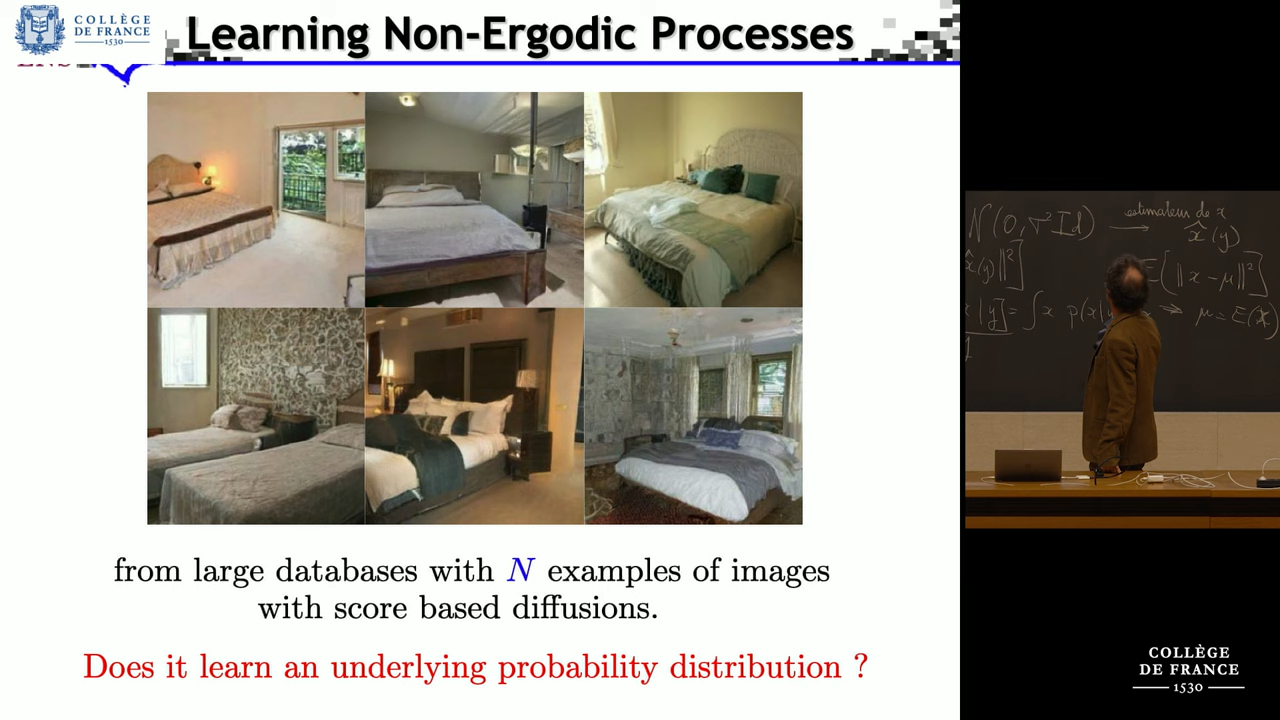 COLLÈGE
DE FRANCE
1530
Learning Non-Ergodic Processes
from large databases with N examples of images
with score based diffusions.
Does it learn an underlying probability distribution ?
N(0, σ² Id) → estimateur de x
x̂(y)
x̂(y)‖²]
E[‖x - μ‖²]
x|y] = ∫ x p(x|y ⇒ μ = E(x)
COLLÈGE
DE FRANCE
1530